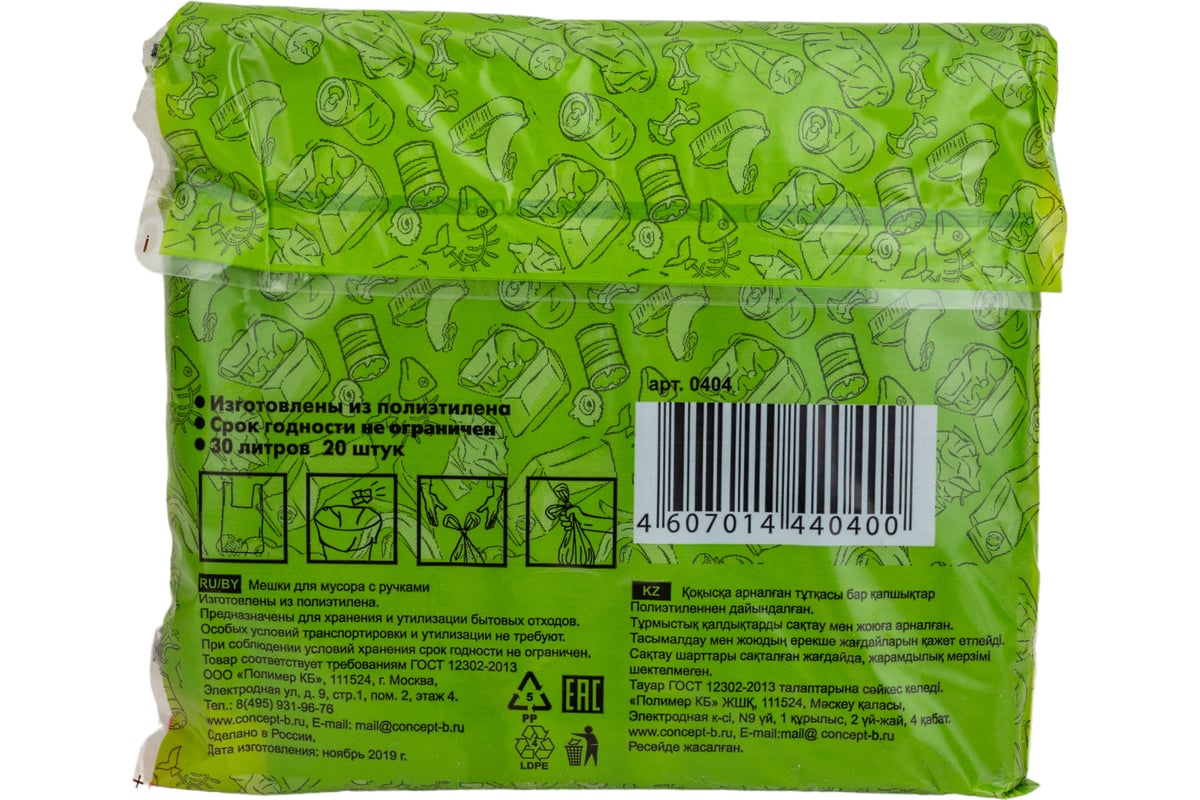 арт. 0404
• Изготовлены из полиэтилена
• Срок годности не ограничен
• 30 литров 20 штук
4 607014 440400
RU/BY Мешки для мусора с ручками
Изготовлены из полиэтилена.
Предназначены для хранения и утилизации бытовых отходов.
Особых условий транспортировки и утилизации не требуют.
При соблюдении условий хранения срок годности не ограничен.
Товар соответствует требованиям ГОСТ 12302-2013
ООО «Полимер КБ», 111524, г. Москва,
Электродная ул, д. 9, стр.1, пом. 2, этаж 4.
Тел.: 8(495) 931-96-76
www.concept-b.ru, E-mail: mail@concept-b.ru
Сделано в России.
Дата изготовления: ноябрь 2019 г.
5
PP
EAC
4
LDPE
KZ Қоқысқа арналған тұтқасы бар қапшықтар
Полиэтиленнен дайындалған.
Тұрмыстық қалдықтарды сақтау мен жоюға арналған.
Тасымалдау мен жоюдың ерекше жағдайларын қажет етпейді.
Сақтау шарттары сақталған жағдайда, жарамдылық мерзімі
шектелмеген.
Тауар ГОСТ 12302-2013 талаптарына сәйкес келеді.
«Полимер КБ» ЖШҚ, 111524, Мәскеу қаласы,
Электродная к-сі, N9 үй, 1 құрылыс, 2 үй-жай, 4 қабат.
www.concept-b.ru, E-mail:mail@ concept-b.ru
Ресейде жасалған.